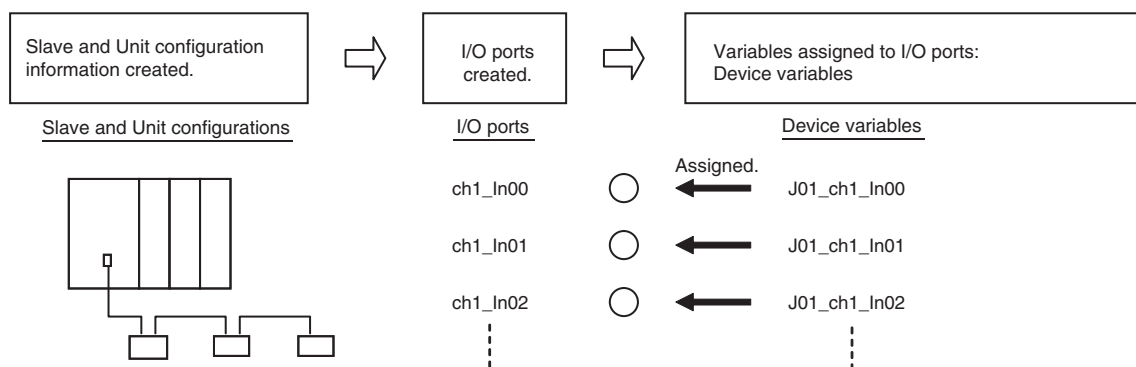 Slave and Unit configuration
information created.
I/O ports
created.
Variables assigned to I/O ports:
Device variables
Slave and Unit configurations
I/O ports
Device variables
Assigned.
ch1_In00
J01_ch1_In00
ch1_In01
J01_ch1_In01
ch1_In02
J01_ch1_In02